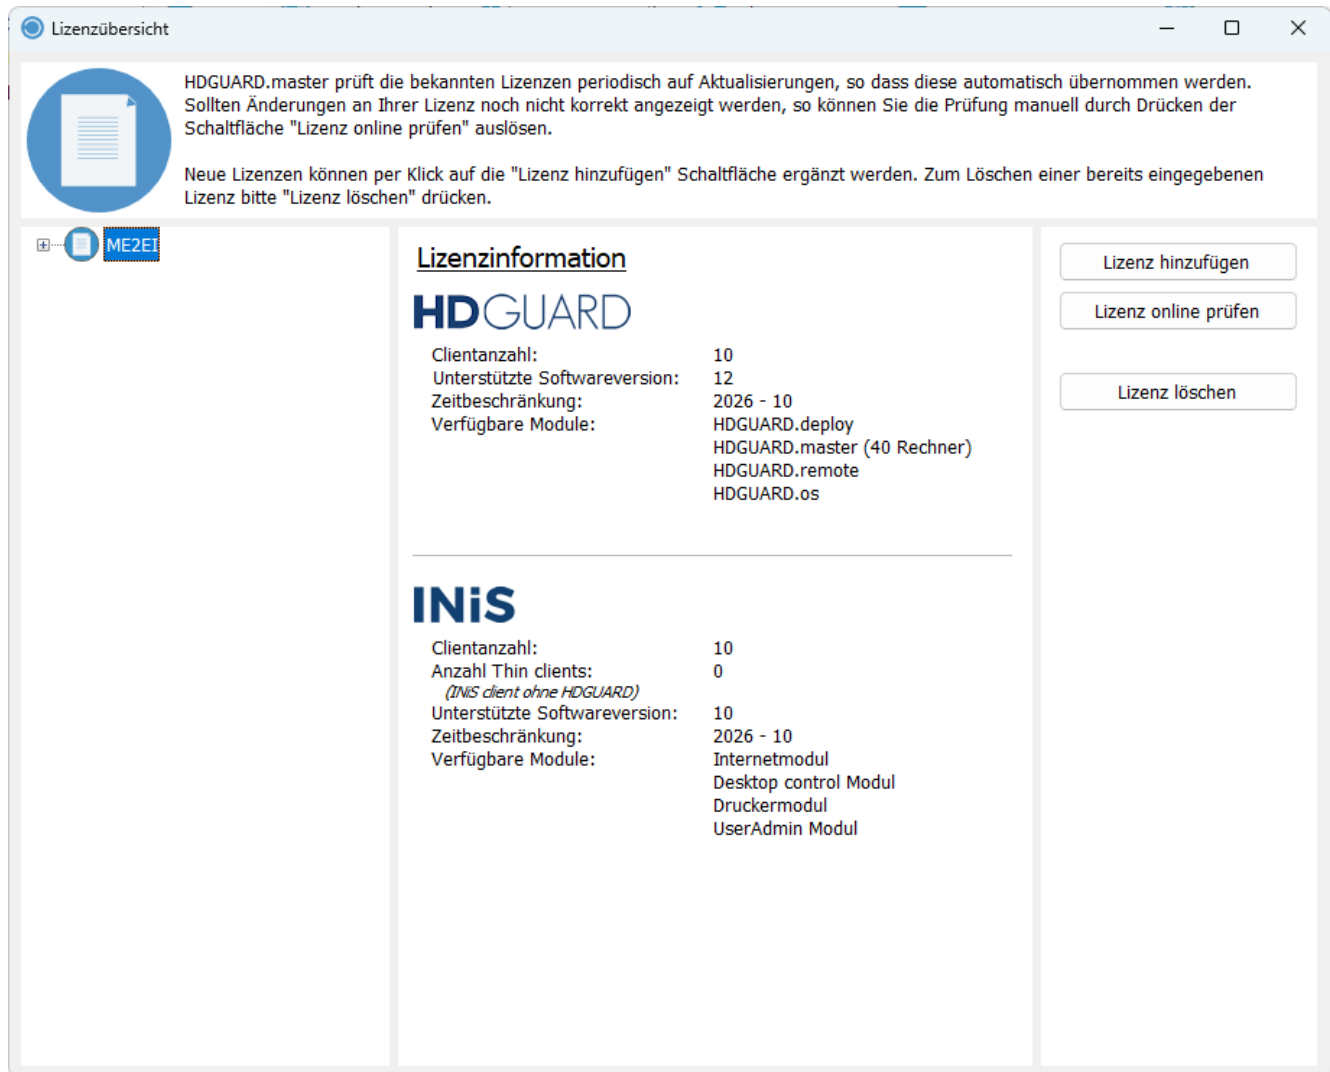 Lizenzübersicht
HDGUARD.master prüft die bekannten Lizenzen periodisch auf Aktualisierungen, so dass diese automatisch übernommen werden.
Sollten Änderungen an Ihrer Lizenz noch nicht korrekt angezeigt werden, so können Sie die Prüfung manuell durch Drücken der
Schaltfläche "Lizenz online prüfen" auslösen.
Neue Lizenzen können per Klick auf die "Lizenz hinzufügen" Schaltfläche ergänzt werden. Zum Löschen einer bereits eingegebenen
Lizenz bitte "Lizenz löschen" drücken.
ME2EI
Lizenzinformation
HDGUARD
Clientanzahl: 10
Unterstützte Softwareversion: 12
Zeitbeschränkung: 2026 - 10
Verfügbare Module: HDGUARD.deploy
HDGUARD.master (40 Rechner)
HDGUARD.remote
HDGUARD.os
INiS
Clientanzahl: 10
Anzahl Thin clients: 0
(INiS client ohne HDGUARD)
Unterstützte Softwareversion: 10
Zeitbeschränkung: 2026 - 10
Verfügbare Module: Internetmodul
Desktop control Modul
Druckermodul
UserAdmin Modul
Lizenz hinzufügen
Lizenz online prüfen
Lizenz löschen